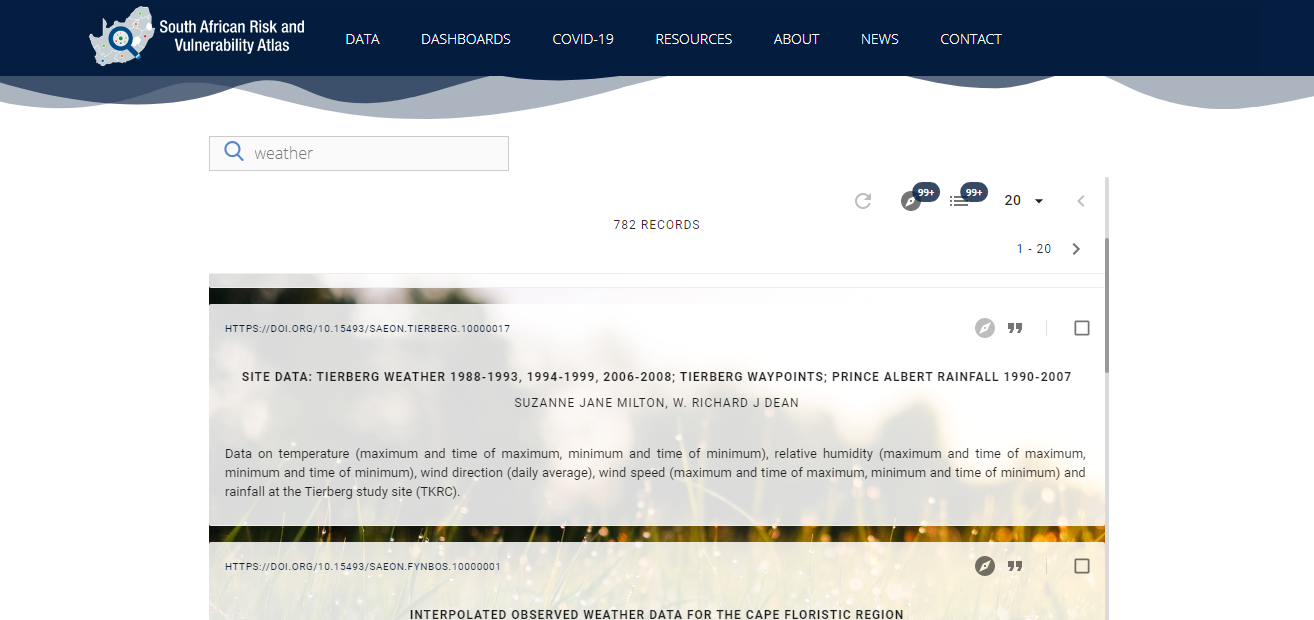 South African Risk and
Vulnerability Atlas
DATA
DASHBOARDS
COVID-19
RESOURCES
ABOUT
NEWS
CONTACT
weather
99+
99+
20
782 RECORDS
1 - 20
HTTPS://DOI.ORG/10.15493/SAEON.TIERBERG.10000017
SITE DATA: TIERBERG WEATHER 1988-1993, 1994-1999, 2006-2008; TIERBERG WAYPOINTS; PRINCE ALBERT RAINFALL 1990-2007
SUZANNE JANE MILTON, W. RICHARD J DEAN
Data on temperature (maximum and time of maximum, minimum and time of minimum), relative humidity (maximum and time of maximum,
minimum and time of minimum), wind direction (daily average), wind speed (maximum and time of maximum, minimum and time of minimum) and
rainfall at the Tierberg study site (TKRC).
HTTPS://DOI.ORG/10.15493/SAEON.FYNBOS.10000001
INTERPOLATED OBSERVED WEATHER DATA FOR THE CAPE FLORISTIC REGION